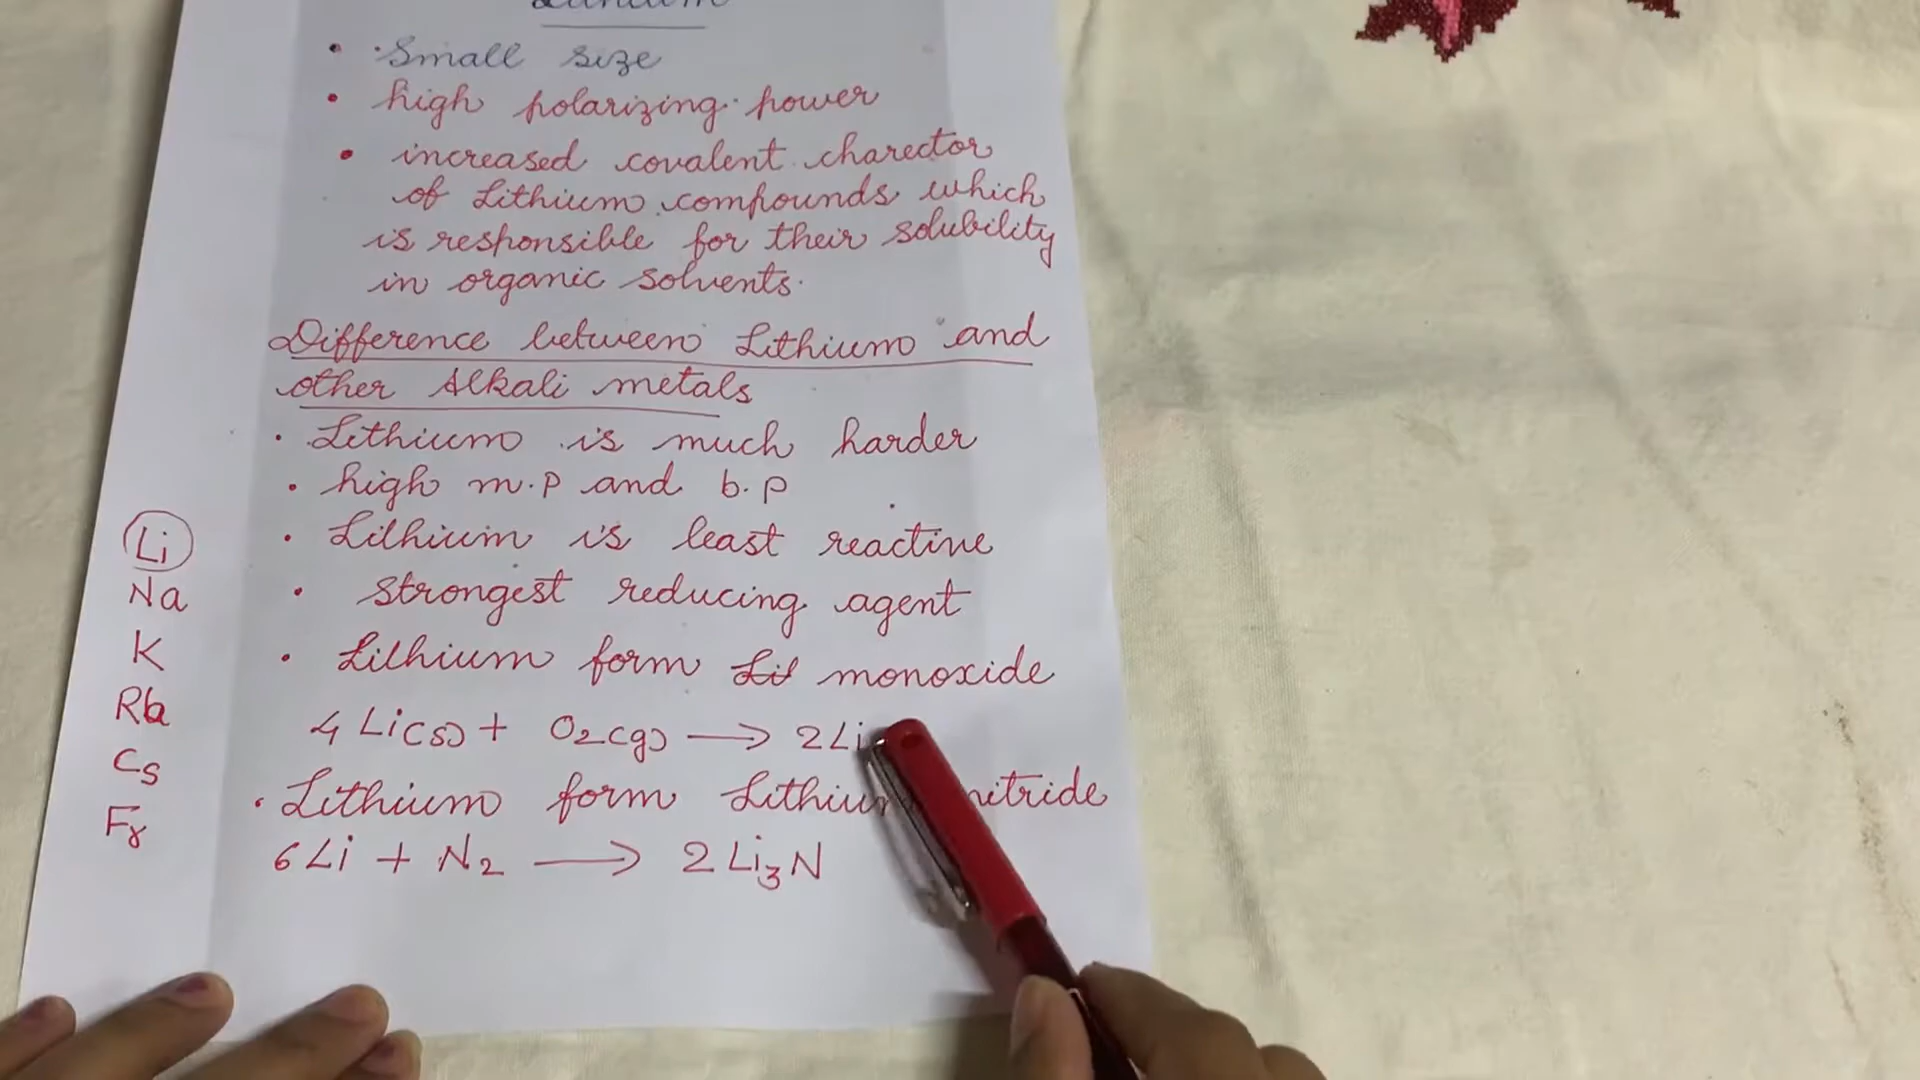 Lithium
• Small size
• high polarizing power
• increased covalent charector
of Lithium compounds which
is responsible for their solubility
in organic solvents.
Difference between Lithium and
other Alkali metals
• Lithium is much harder
• high m.p and b.p
• Lithium is least reactive
• Strongest reducing agent
• Lithium form monoxide
4 Li(s) + O2(g) → 2Li
• Lithium form Lithium nitride
6Li + N2 → 2Li3N
Li
Na
K
Rb
Cs
Fr